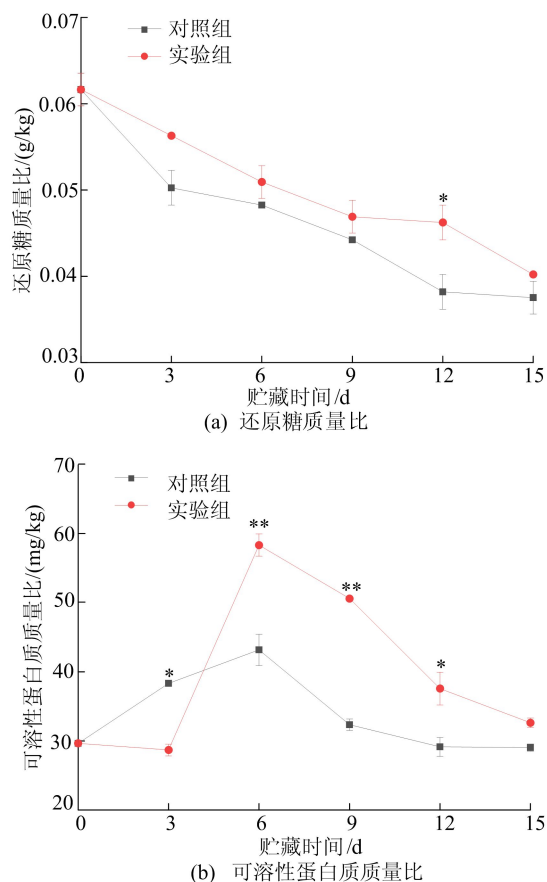 0.07
对照组
实验组
0.06
0.05
*
0.04
0.03
还原糖质量比/(g/kg)
0 3 6 9 12 15
贮藏时间/d
(a) 还原糖质量比
70
对照组
实验组
60
**
**
50
40
*
*
30
20
可溶性蛋白质质量比/(mg/kg)
0 3 6 9 12 15
贮藏时间/d
(b) 可溶性蛋白质质量比